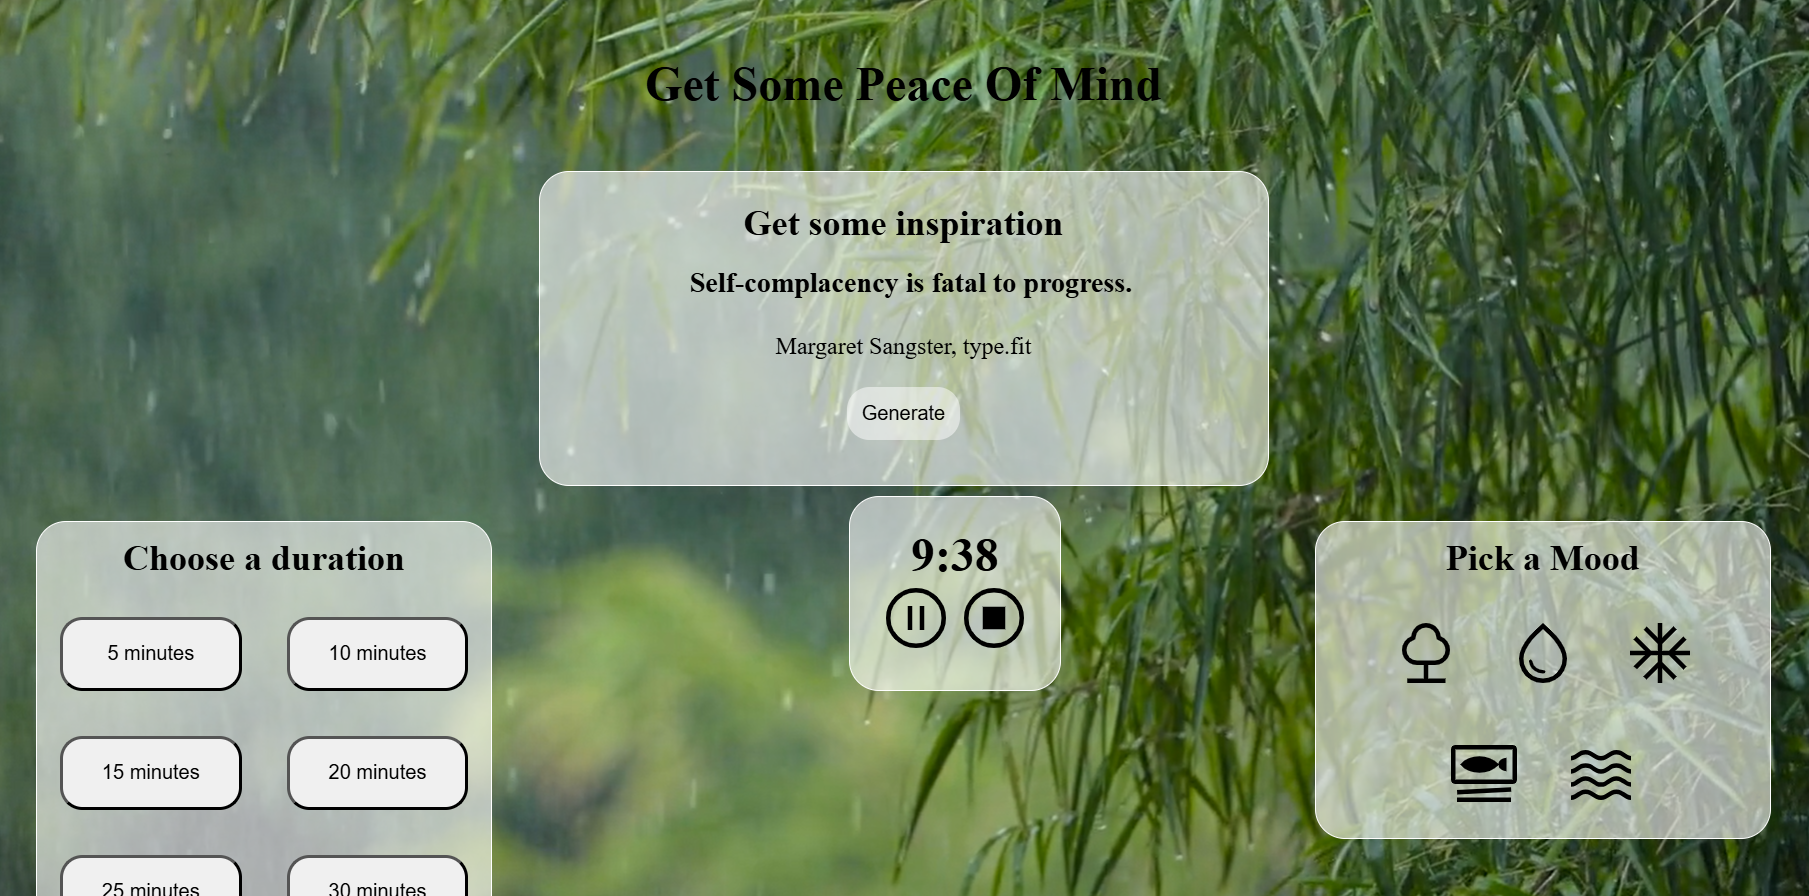 Get Some Peace Of Mind
Get some inspiration
Self-complacency is fatal to progress.
Margaret Sangster, type.fit
Generate
Choose a duration
5 minutes
10 minutes
15 minutes
20 minutes
25 minutes
30 minutes
9:38
Pick a Mood